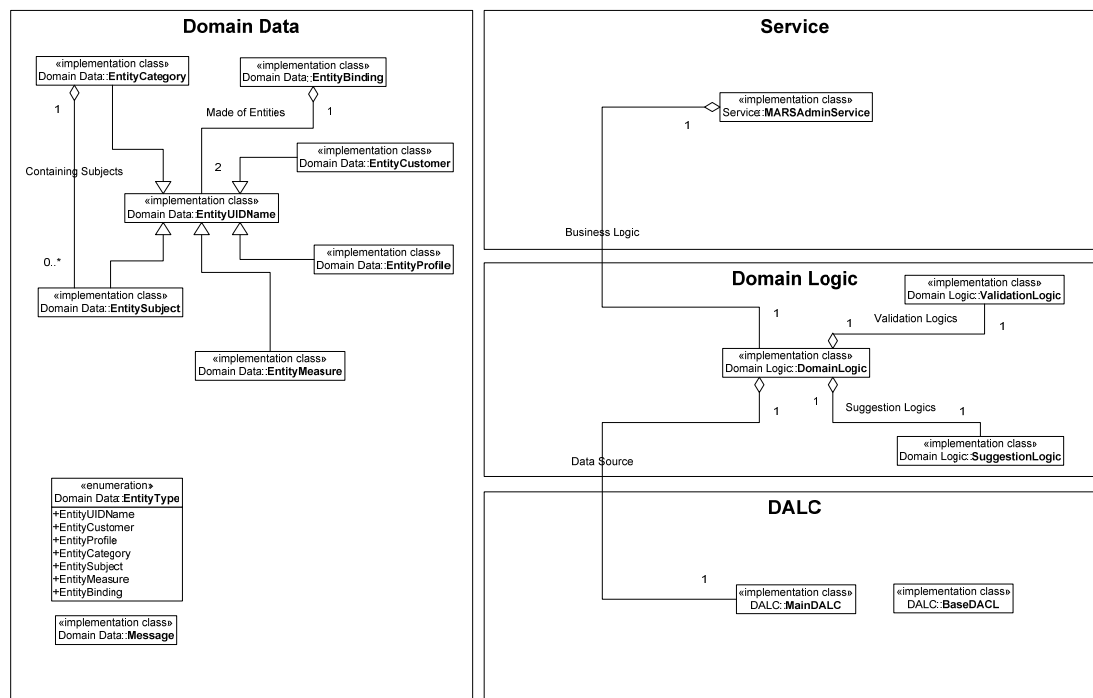 Domain Data
«implementation class»
Domain Data::EntityCategory
«implementation class»
Domain Data::EntityBinding
1
1
Made of Entities
«implementation class»
Domain Data::EntityCustomer
2
Containing Subjects
«implementation class»
Domain Data::EntityUIDName
«implementation class»
Domain Data::EntityProfile
0..*
«implementation class»
Domain Data::EntitySubject
«implementation class»
Domain Data::EntityMeasure
«enumeration»
Domain Data::EntityType
+EntityUIDName
+EntityCustomer
+EntityProfile
+EntityCategory
+EntitySubject
+EntityMeasure
+EntityBinding
«implementation class»
Domain Data::Message
Service
«implementation class»
Service::MARSAdminService
1
Business Logic
Domain Logic
«implementation class»
Domain Logic::ValidationLogic
1
1
Validation Logics
1
«implementation class»
Domain Logic::DomainLogic
1
1
Suggestion Logics
1
«implementation class»
Domain Logic::SuggestionLogic
Data Source
DALC
1
«implementation class»
DALC::MainDALC
«implementation class»
DALC::BaseDACL